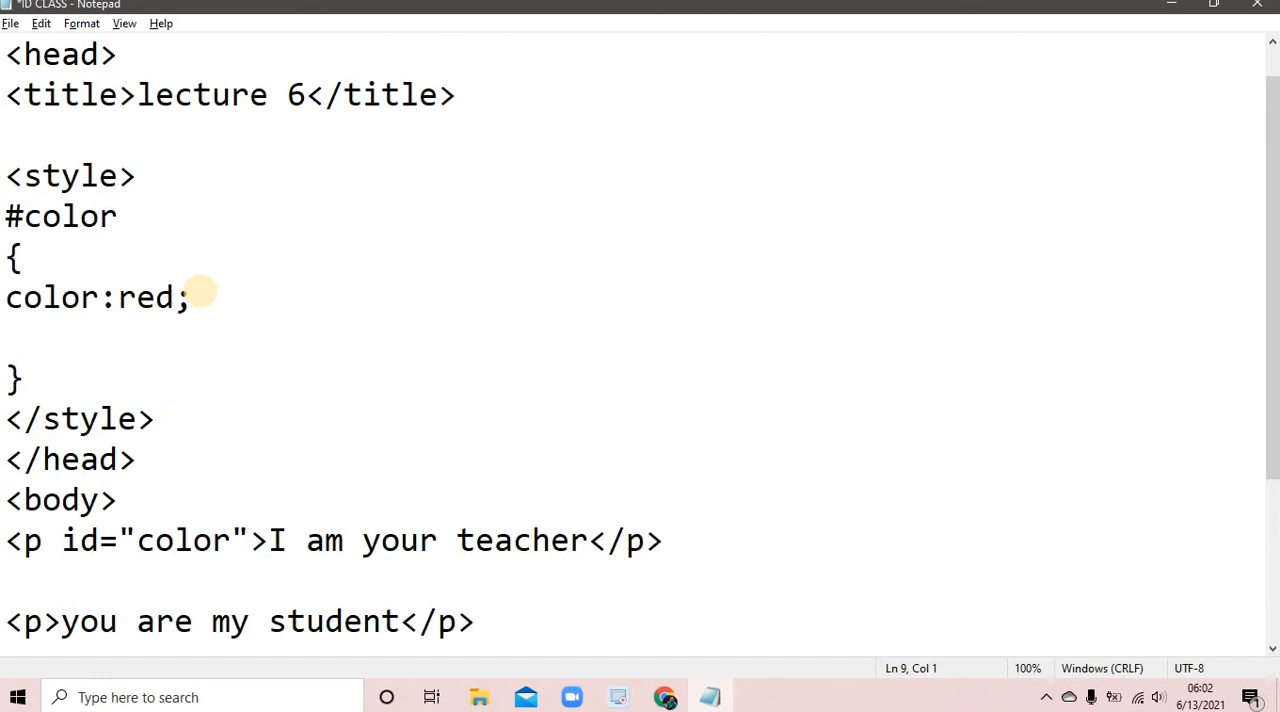 *ID CLASS - Notepad
File Edit Format View Help
<head>
<title>lecture 6</title>
<style>
#color
{
color:red;
}
</style>
</head>
<body>
<p id="color">I am your teacher</p>
<p>you are my student</p>
Ln 9, Col 1 100% Windows (CRLF) UTF-8
Type here to search
06:02
6/13/2021
1